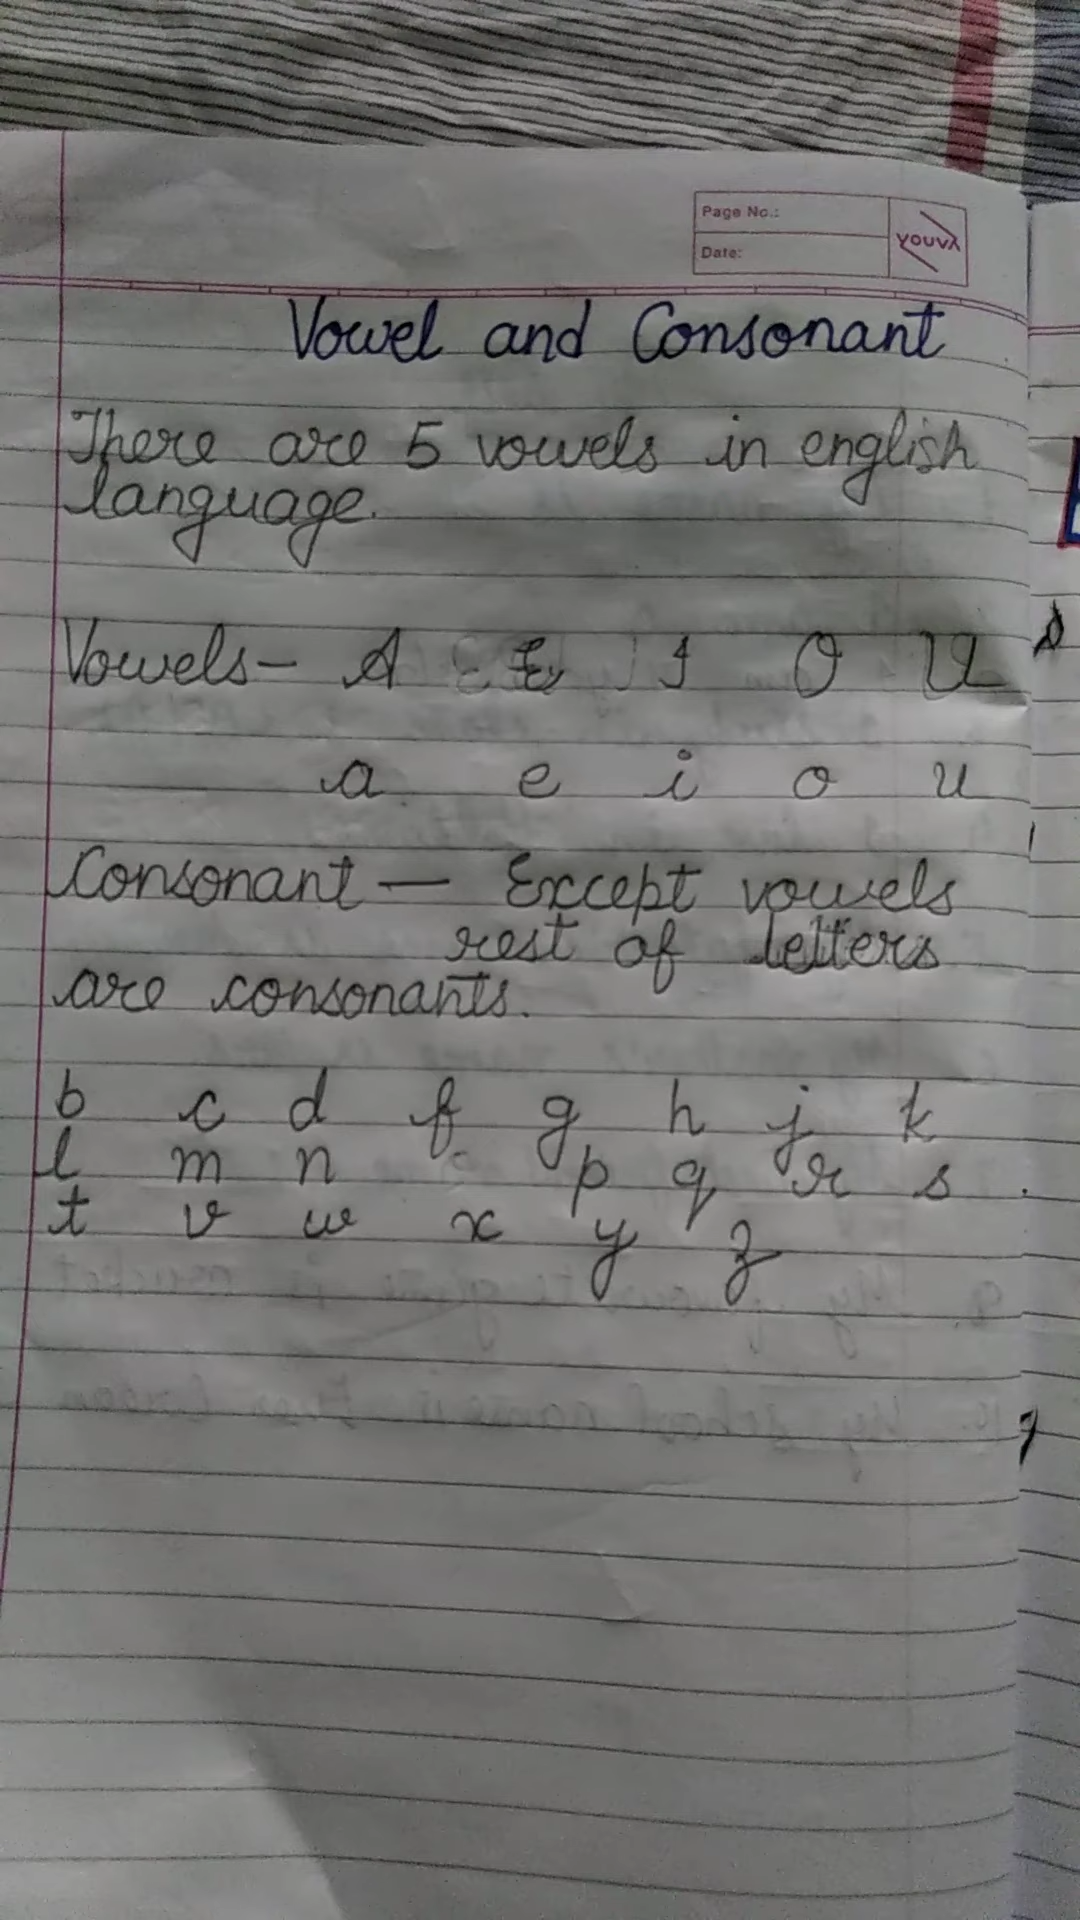 Page No.:
Date:
YOUVA
Vowel and Consonant
There are 5 vowels in english
language.
Vowels- A E I O U
a e i o u
Consonant - Except vowels
rest of letters
are consonants.
b c d f g h j k
l m n p q r s
t v w x y z